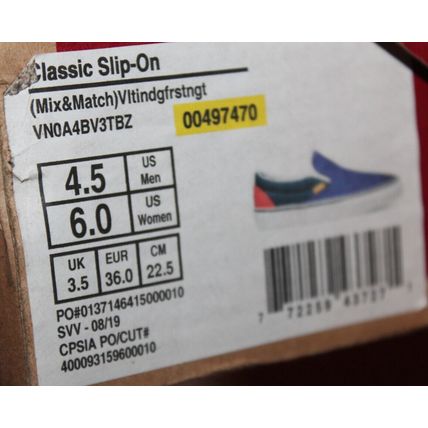 Classic Slip-On
(Mix&Match)Vltindgfrstngt
VN0A4BV3TBZ
00497470
4.5 US Men
6.0 US Women
UK EUR CM
3.5 36.0 22.5
PO#0137146415000010
SVV - 08/19
CPSIA PO/CUT#
400093159600010